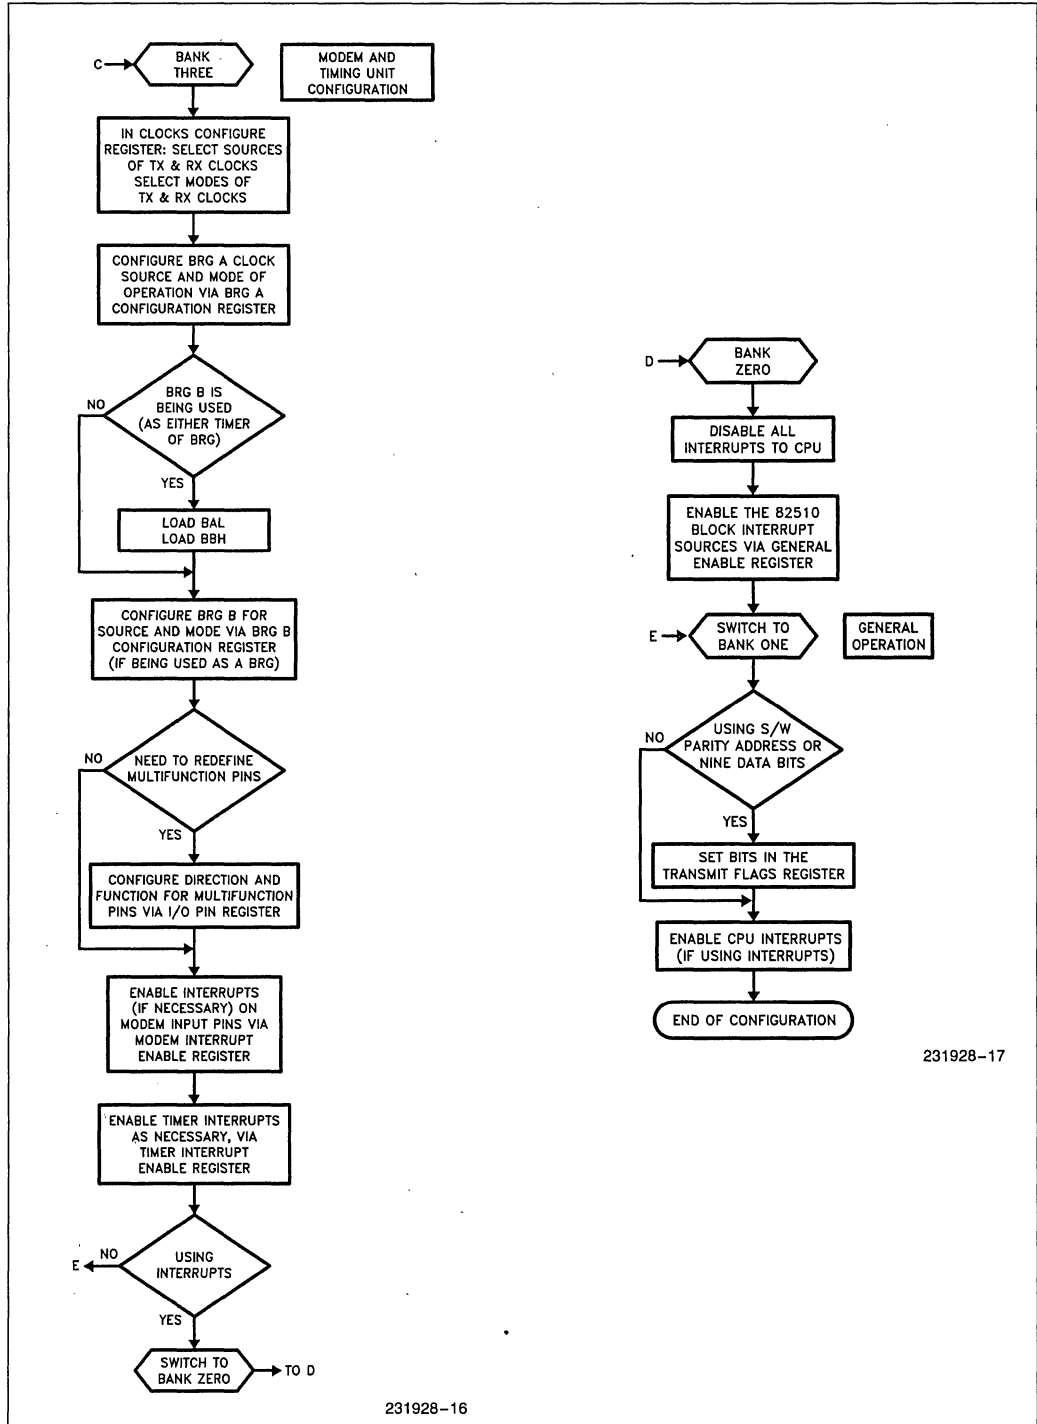 C
BANK
THREE
MODEM AND
TIMING UNIT
CONFIGURATION
IN CLOCKS CONFIGURE
REGISTER: SELECT SOURCES
OF TX & RX CLOCKS
SELECT MODES OF
TX & RX CLOCKS
CONFIGURE BRG A CLOCK
SOURCE AND MODE OF
OPERATION VIA BRG A
CONFIGURATION REGISTER
BRG B IS
BEING USED
(AS EITHER TIMER
OF BRG)
NO
YES
LOAD BAL
LOAD BBH
CONFIGURE BRG B FOR
SOURCE AND MODE VIA BRG B
CONFIGURATION REGISTER
(IF BEING USED AS A BRG)
NO
NEED TO REDEFINE
MULTIFUNCTION PINS
YES
CONFIGURE DIRECTION AND
FUNCTION FOR MULTIFUNCTION
PINS VIA I/O PIN REGISTER
ENABLE INTERRUPTS
(IF NECESSARY) ON
MODEM INPUT PINS VIA
MODEM INTERRUPT
ENABLE REGISTER
ENABLE TIMER INTERRUPTS
AS NECESSARY, VIA
TIMER INTERRUPT
ENABLE REGISTER
E
NO
USING
INTERRUPTS
YES
SWITCH TO
BANK ZERO
TO D
231928-16
D
BANK
ZERO
DISABLE ALL
INTERRUPTS TO CPU
ENABLE THE 82510
BLOCK INTERRUPT
SOURCES VIA GENERAL
ENABLE REGISTER
E
SWITCH TO
BANK ONE
GENERAL
OPERATION
NO
USING S/W
PARITY ADDRESS OR
NINE DATA BITS
YES
SET BITS IN THE
TRANSMIT FLAGS REGISTER
ENABLE CPU INTERRUPTS
(IF USING INTERRUPTS)
END OF CONFIGURATION
231928-17